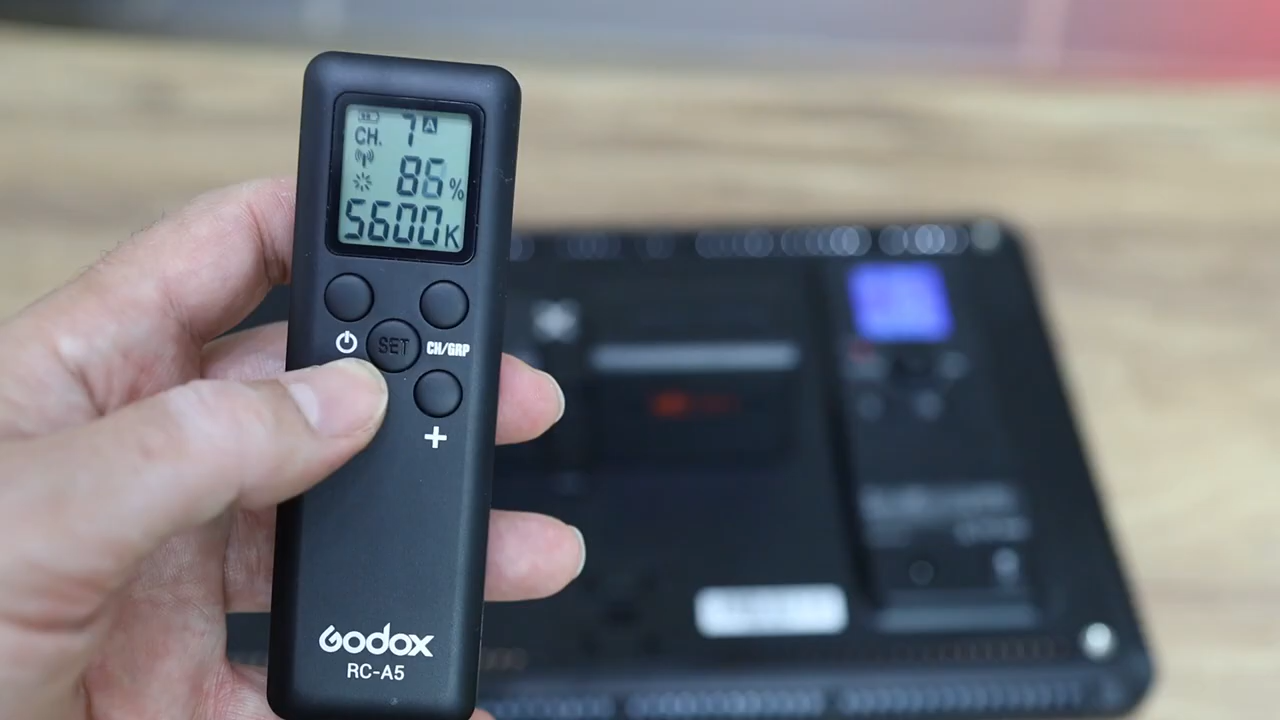 CH. 7 A
86%
5600K
SET
CH/GRP
+
Godox
RC-A5